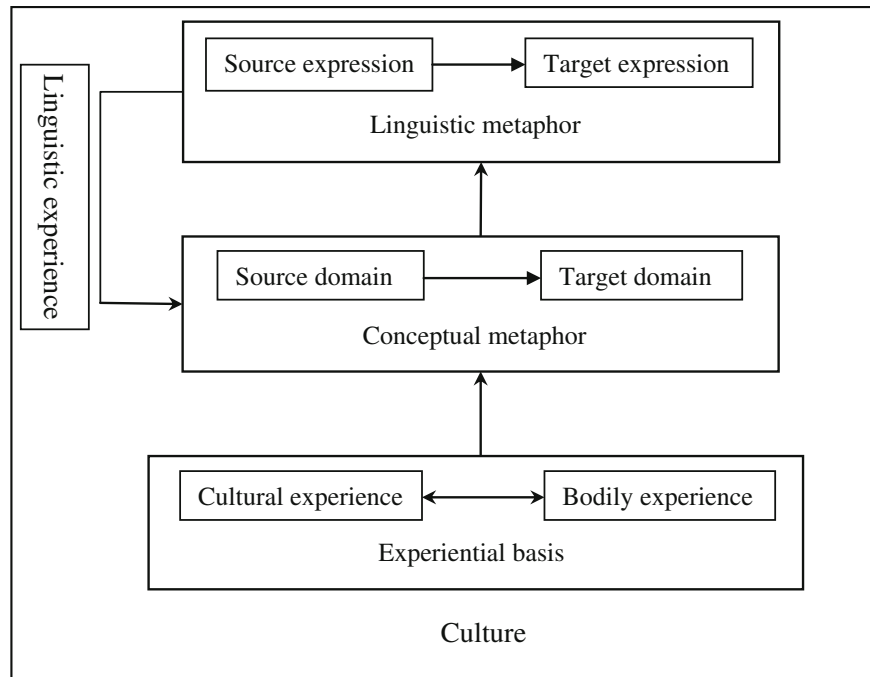 Source expression
Target expression
Linguistic metaphor
Linguistic experience
Source domain
Target domain
Conceptual metaphor
Cultural experience
Bodily experience
Experiential basis
Culture